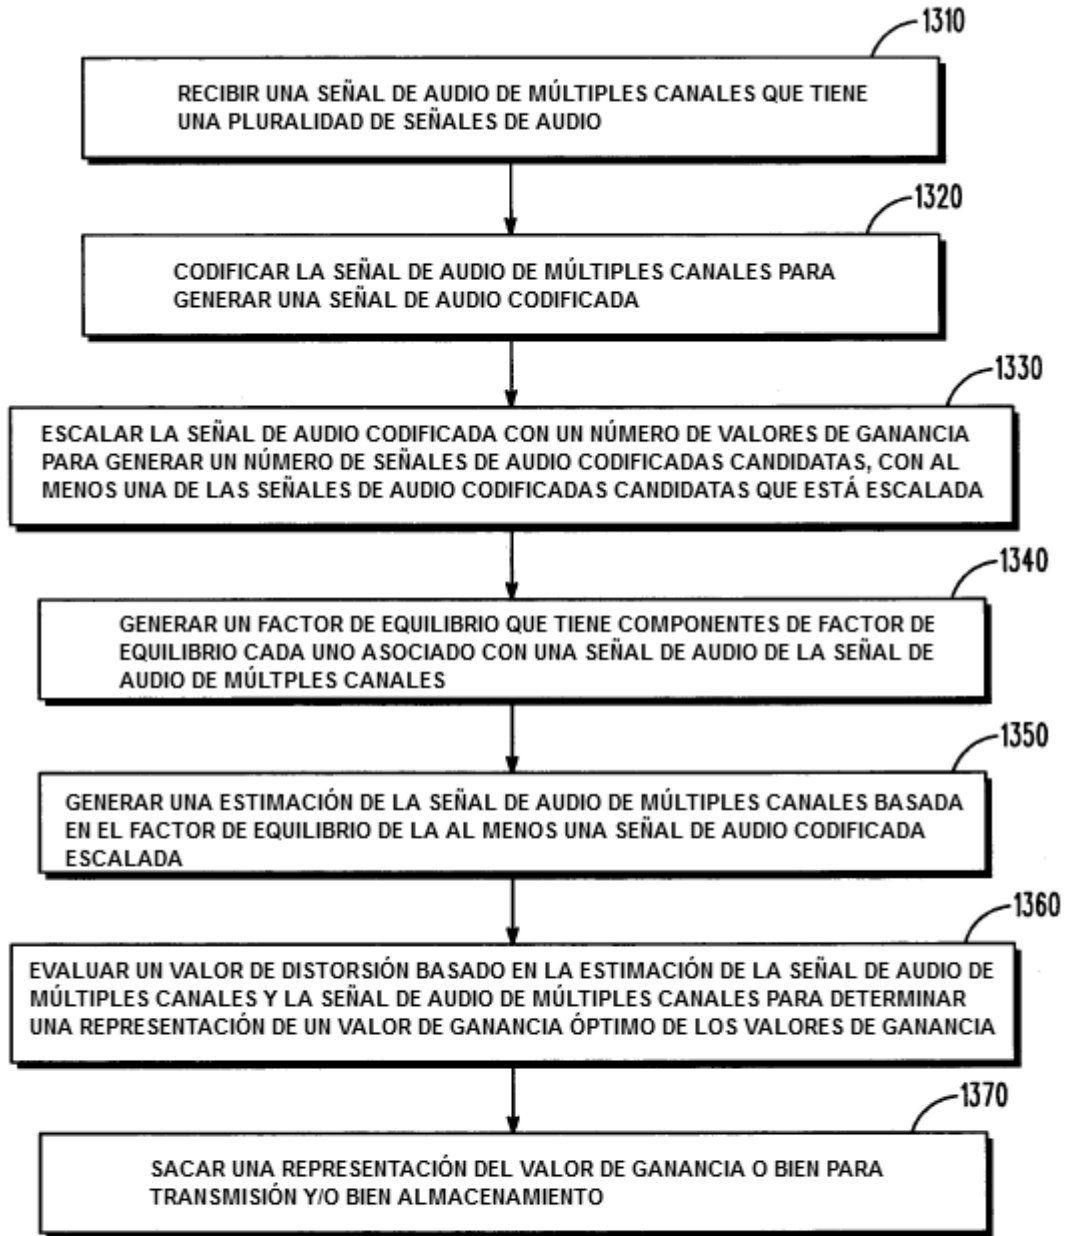 1310
RECIBIR UNA SEÑAL DE AUDIO DE MÚLTIPLES CANALES QUE TIENE
UNA PLURALIDAD DE SEÑALES DE AUDIO
1320
CODIFICAR LA SEÑAL DE AUDIO DE MÚLTIPLES CANALES PARA
GENERAR UNA SEÑAL DE AUDIO CODIFICADA
1330
ESCALAR LA SEÑAL DE AUDIO CODIFICADA CON UN NÚMERO DE VALORES DE GANANCIA
PARA GENERAR UN NÚMERO DE SEÑALES DE AUDIO CODIFICADAS CANDIDATAS, CON AL
MENOS UNA DE LAS SEÑALES DE AUDIO CODIFICADAS CANDIDATAS QUE ESTÁ ESCALADA
1340
GENERAR UN FACTOR DE EQUILIBRIO QUE TIENE COMPONENTES DE FACTOR DE
EQUILIBRIO CADA UNO ASOCIADO CON UNA SEÑAL DE AUDIO DE LA SEÑAL DE
AUDIO DE MÚLTPLES CANALES
1350
GENERAR UNA ESTIMACIÓN DE LA SEÑAL DE AUDIO DE MÚLTIPLES CANALES BASADA
EN EL FACTOR DE EQUILIBRIO DE LA AL MENOS UNA SEÑAL DE AUDIO CODIFICADA
ESCALADA
1360
EVALUAR UN VALOR DE DISTORSIÓN BASADO EN LA ESTIMACIÓN DE LA SEÑAL DE AUDIO DE
MÚLTIPLES CANALES Y LA SEÑAL DE AUDIO DE MÚLTIPLES CANALES PARA DETERMINAR
UNA REPRESENTACIÓN DE UN VALOR DE GANANCIA ÓPTIMO DE LOS VALORES DE GANANCIA
1370
SACAR UNA REPRESENTACIÓN DEL VALOR DE GANANCIA O BIEN PARA
TRANSMISIÓN Y/O BIEN ALMACENAMIENTO